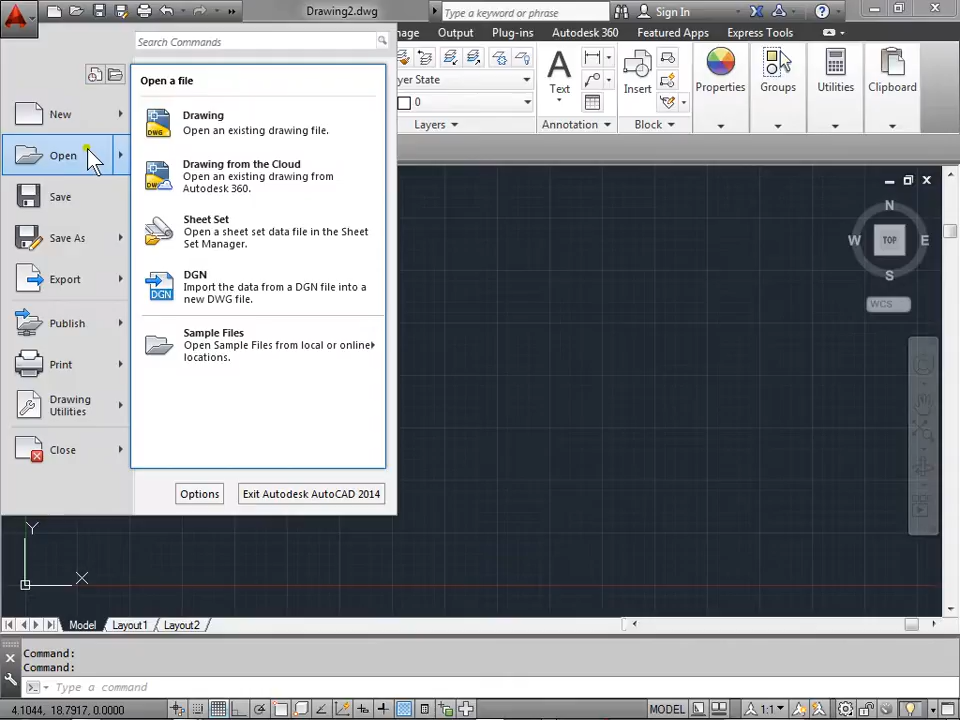 Drawing2.dwg
Type a keyword or phrase
Sign In
Search Commands
Output
Plug-ins
Autodesk 360
Featured Apps
Express Tools
Open a file
New
Open
Save
Save As
Export
Publish
Print
Drawing
Utilities
Close
Drawing
Open an existing drawing file.
Drawing from the Cloud
Open an existing drawing from
Autodesk 360.
Sheet Set
Open a sheet set data file in the Sheet
Set Manager.
DGN
Import the data from a DGN file into a
new DWG file.
Sample Files
Open Sample Files from local or online
locations.
Options
Exit Autodesk AutoCAD 2014
0
Layers
Text
Annotation
Insert
Block
Properties
Groups
Utilities
Clipboard
N
W
TOP
E
S
WCS
Y
X
Model
Layout1
Layout2
Command:
Command:
Type a command
4.1044, 18.7917, 0.0000
MODEL
1:1